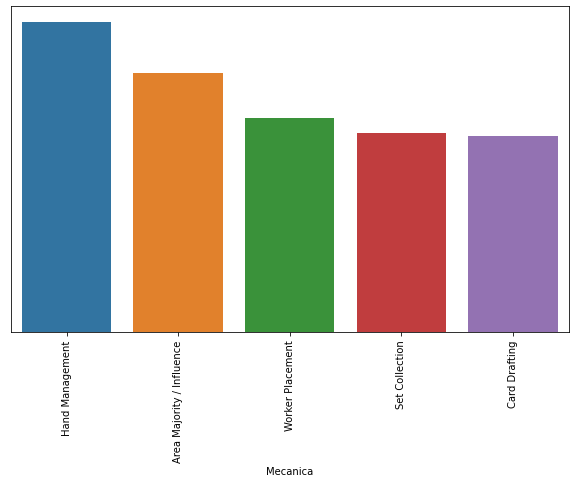 Hand Management
Area Majority / Influence
Worker Placement
Set Collection
Card Drafting
Mecanica